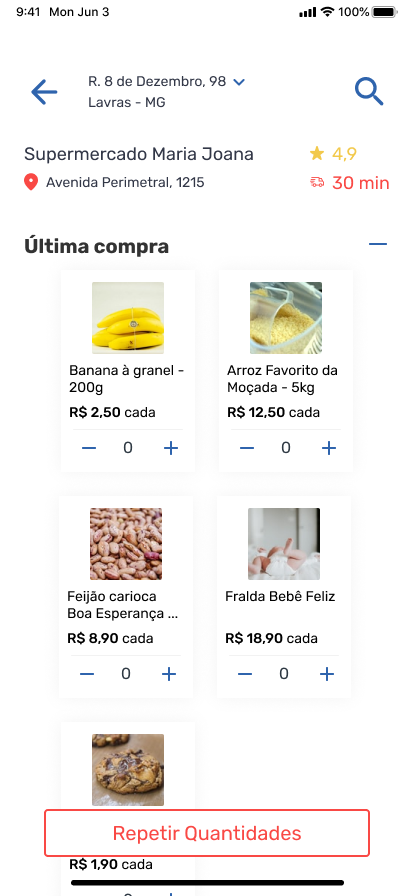 9:41 Mon Jun 3 100%
R. 8 de Dezembro, 98
Lavras - MG
Supermercado Maria Joana 4,9
Avenida Perimetral, 1215 30 min
Última compra
Banana à granel -
200g
R$ 2,50 cada
0
Arroz Favorito da
Moçada - 5kg
R$ 12,50 cada
0
Feijão carioca
Boa Esperança ...
R$ 8,90 cada
0
Fralda Bebê Feliz
R$ 18,90 cada
0
Repetir Quantidades
R$ 1,90 cada